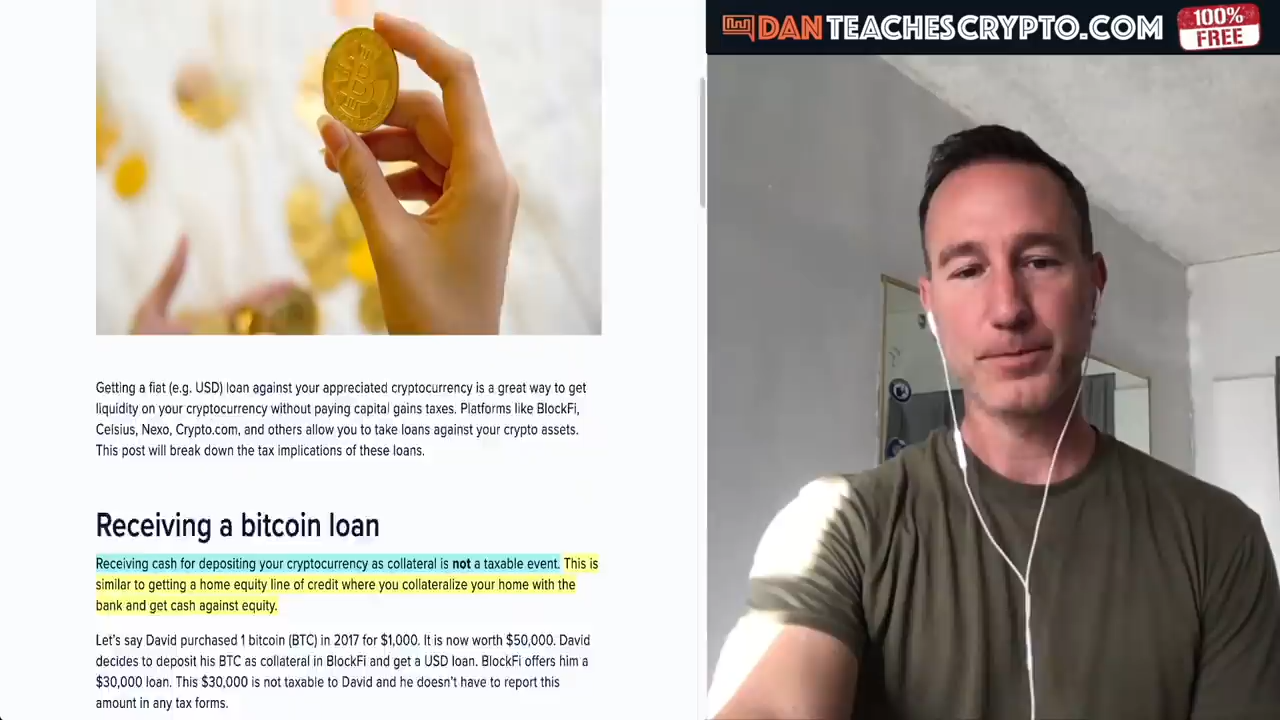 DANTEACHESCRYPTO.COM
100%
FREE
Getting a fiat (e.g. USD) loan against your appreciated cryptocurrency is a great way to get
liquidity on your cryptocurrency without paying capital gains taxes. Platforms like BlockFi,
Celsius, Nexo, Crypto.com, and others allow you to take loans against your crypto assets.
This post will break down the tax implications of these loans.
Receiving a bitcoin loan
Receiving cash for depositing your cryptocurrency as collateral is not a taxable event. This is
similar to getting a home equity line of credit where you collateralize your home with the
bank and get cash against equity.
Let's say David purchased 1 bitcoin (BTC) in 2017 for $1,000. It is now worth $50,000. David
decides to deposit his BTC as collateral in BlockFi and get a USD loan. BlockFi offers him a
$30,000 loan. This $30,000 is not taxable to David and he doesn't have to report this
amount in any tax forms.